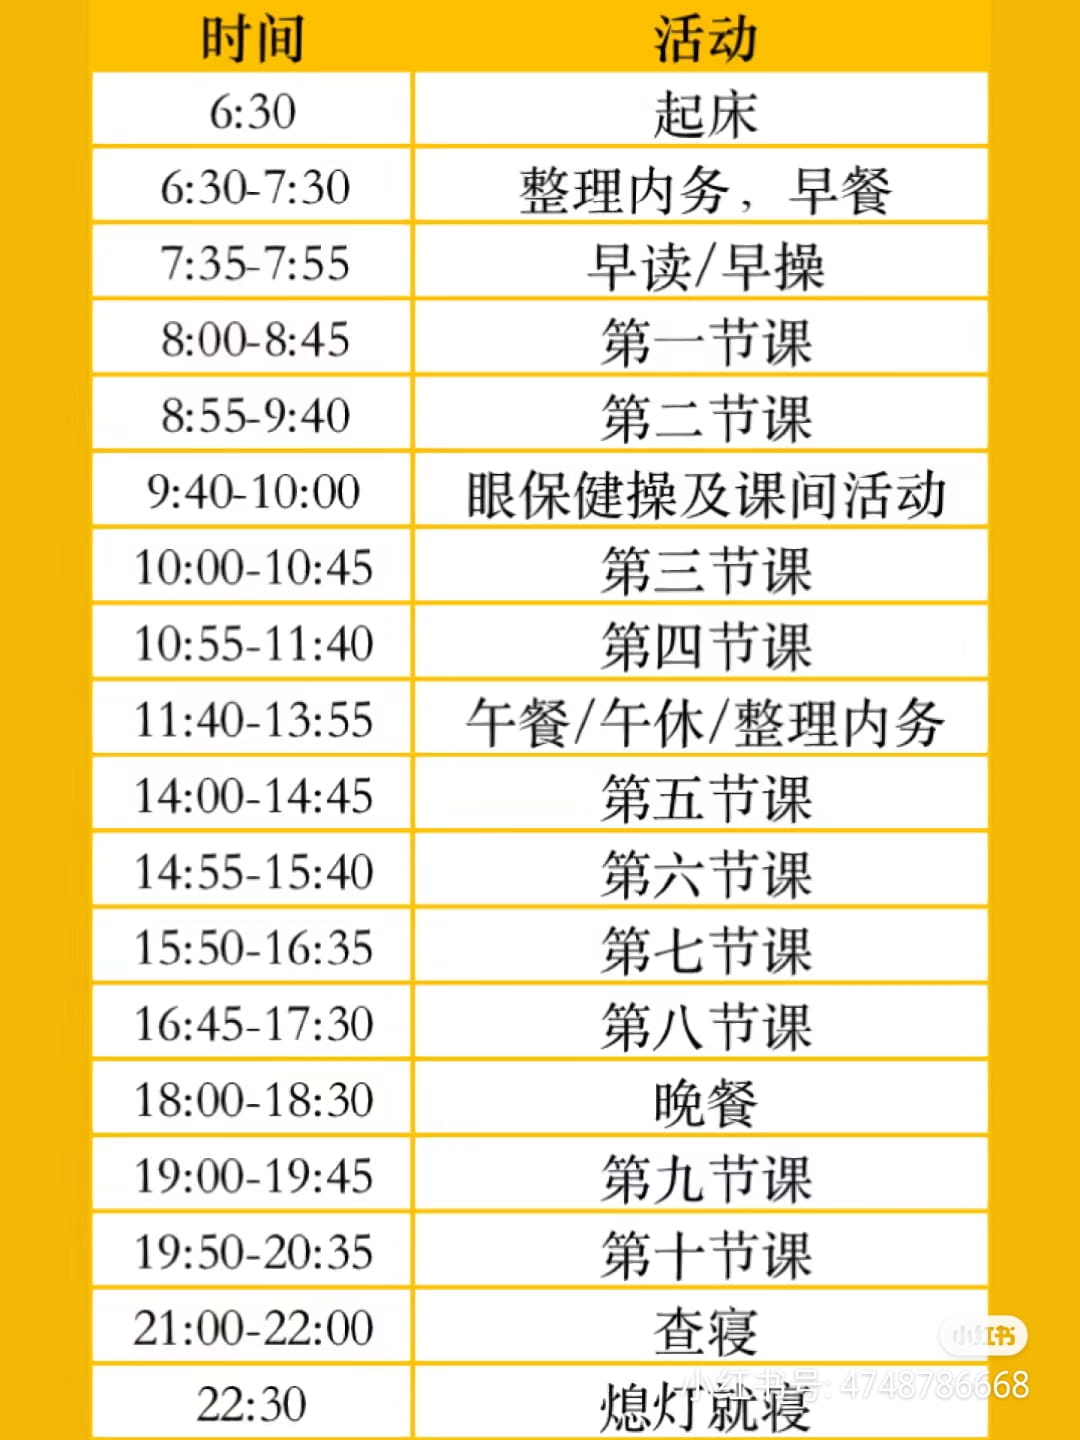 时间 活动
6:30 起床
6:30-7:30 整理内务，早餐
7:35-7:55 早读/早操
8:00-8:45 第一节课
8:55-9:40 第二节课
9:40-10:00 眼保健操及课间活动
10:00-10:45 第三节课
10:55-11:40 第四节课
11:40-13:55 午餐/午休/整理内务
14:00-14:45 第五节课
14:55-15:40 第六节课
15:50-16:35 第七节课
16:45-17:30 第八节课
18:00-18:30 晚餐
19:00-19:45 第九节课
19:50-20:35 第十节课
21:00-22:00 查寝
小红书
22:30 熄灯就寝
小红书号: 4748786668